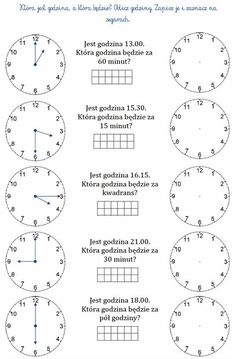 Która jest godzina, a która będzie? Oblicz godziny. Zapisz je i zaznacz na
zegarach.
Jest godzina 13.00.
Która godzina będzie za
60 minut?
Jest godzina 15.30.
Która godzina będzie za
15 minut?
Jest godzina 16.15.
Która godzina będzie za
kwadrans?
Jest godzina 21.00
Która godzina będzie za
30 minut?
Jest godzina 18.00.
Która godzina będzie za
pół godziny?